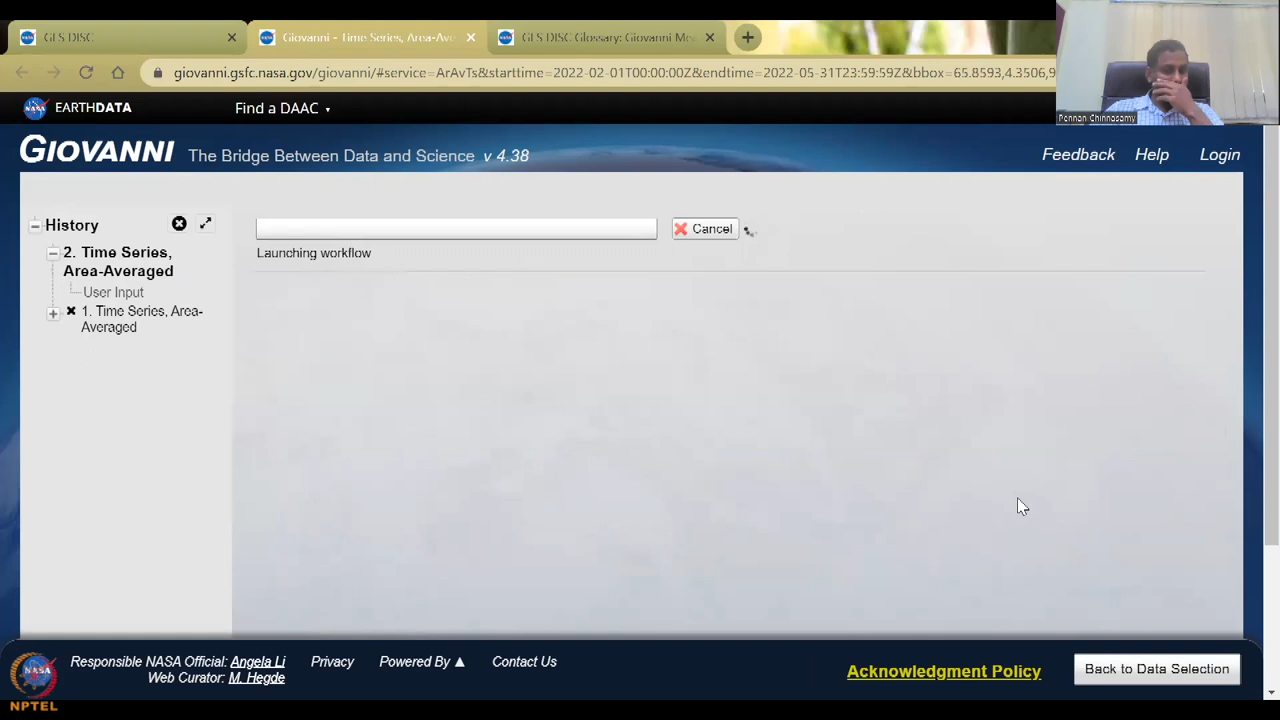 GES DISC
Giovanni - Time Series, Area-Av
GES DISC Glossary: Giovanni Me
giovanni.gsfc.nasa.gov/giovanni/#service=ArAvTs&starttime=2022-02-01T00:00:00Z&endtime=2022-05-31T23:59:59Z&bbox=65.8593,4.3506,9
Pennan Chinnasamy
EARTHDATA
Find a DAAC
GIOVANNI The Bridge Between Data and Science v 4.38
Feedback Help Login
History
2. Time Series,
Area-Averaged
User Input
1. Time Series, Area-
Averaged
Cancel
Launching workflow
Responsible NASA Official: Angela Li
Web Curator: M. Hegde
Privacy
Powered By ▲
Contact Us
Acknowledgment Policy
Back to Data Selection
NPTEL